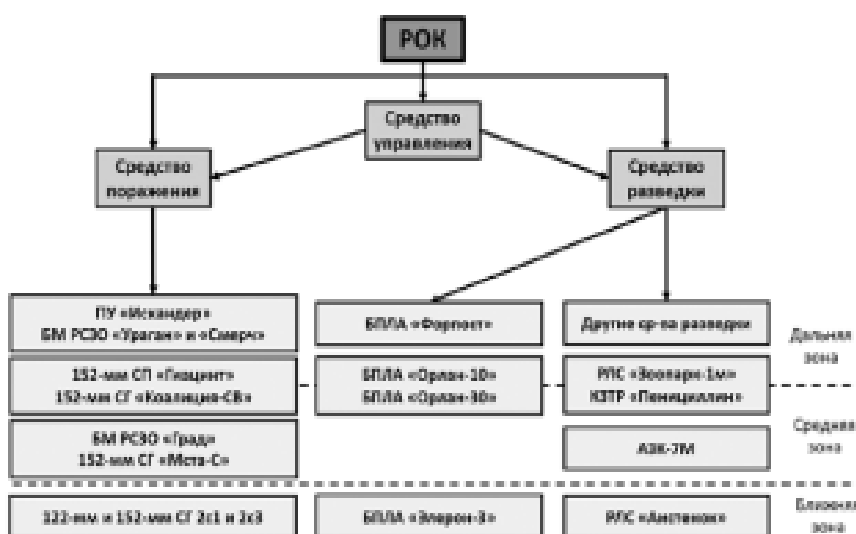 РОК
Средство
управления
Средство
поражения
Средство
разведки
ПУ «Искандер»
БМ РСЗО «Ураган» и «Смерч»
БПЛА «Форпост»
Другие ср-ва разведки
Дальняя
зона
152-мм СП «Гиацинт»
152-мм СГ «Коалиция-СВ»
БПЛА «Орлан-10»
БПЛА «Орлан-30»
РЛС «Зоопарк-1м»
КЗТР «Пенициллин»
БМ РСЗО «Град»
152-мм СГ «Мста-С»
АЗК-7М
Средняя
зона
122-мм и 152-мм СГ 2с1 и 2с3
БПЛА «Элерон-3»
РЛС «Аистенок»
Ближняя
зона